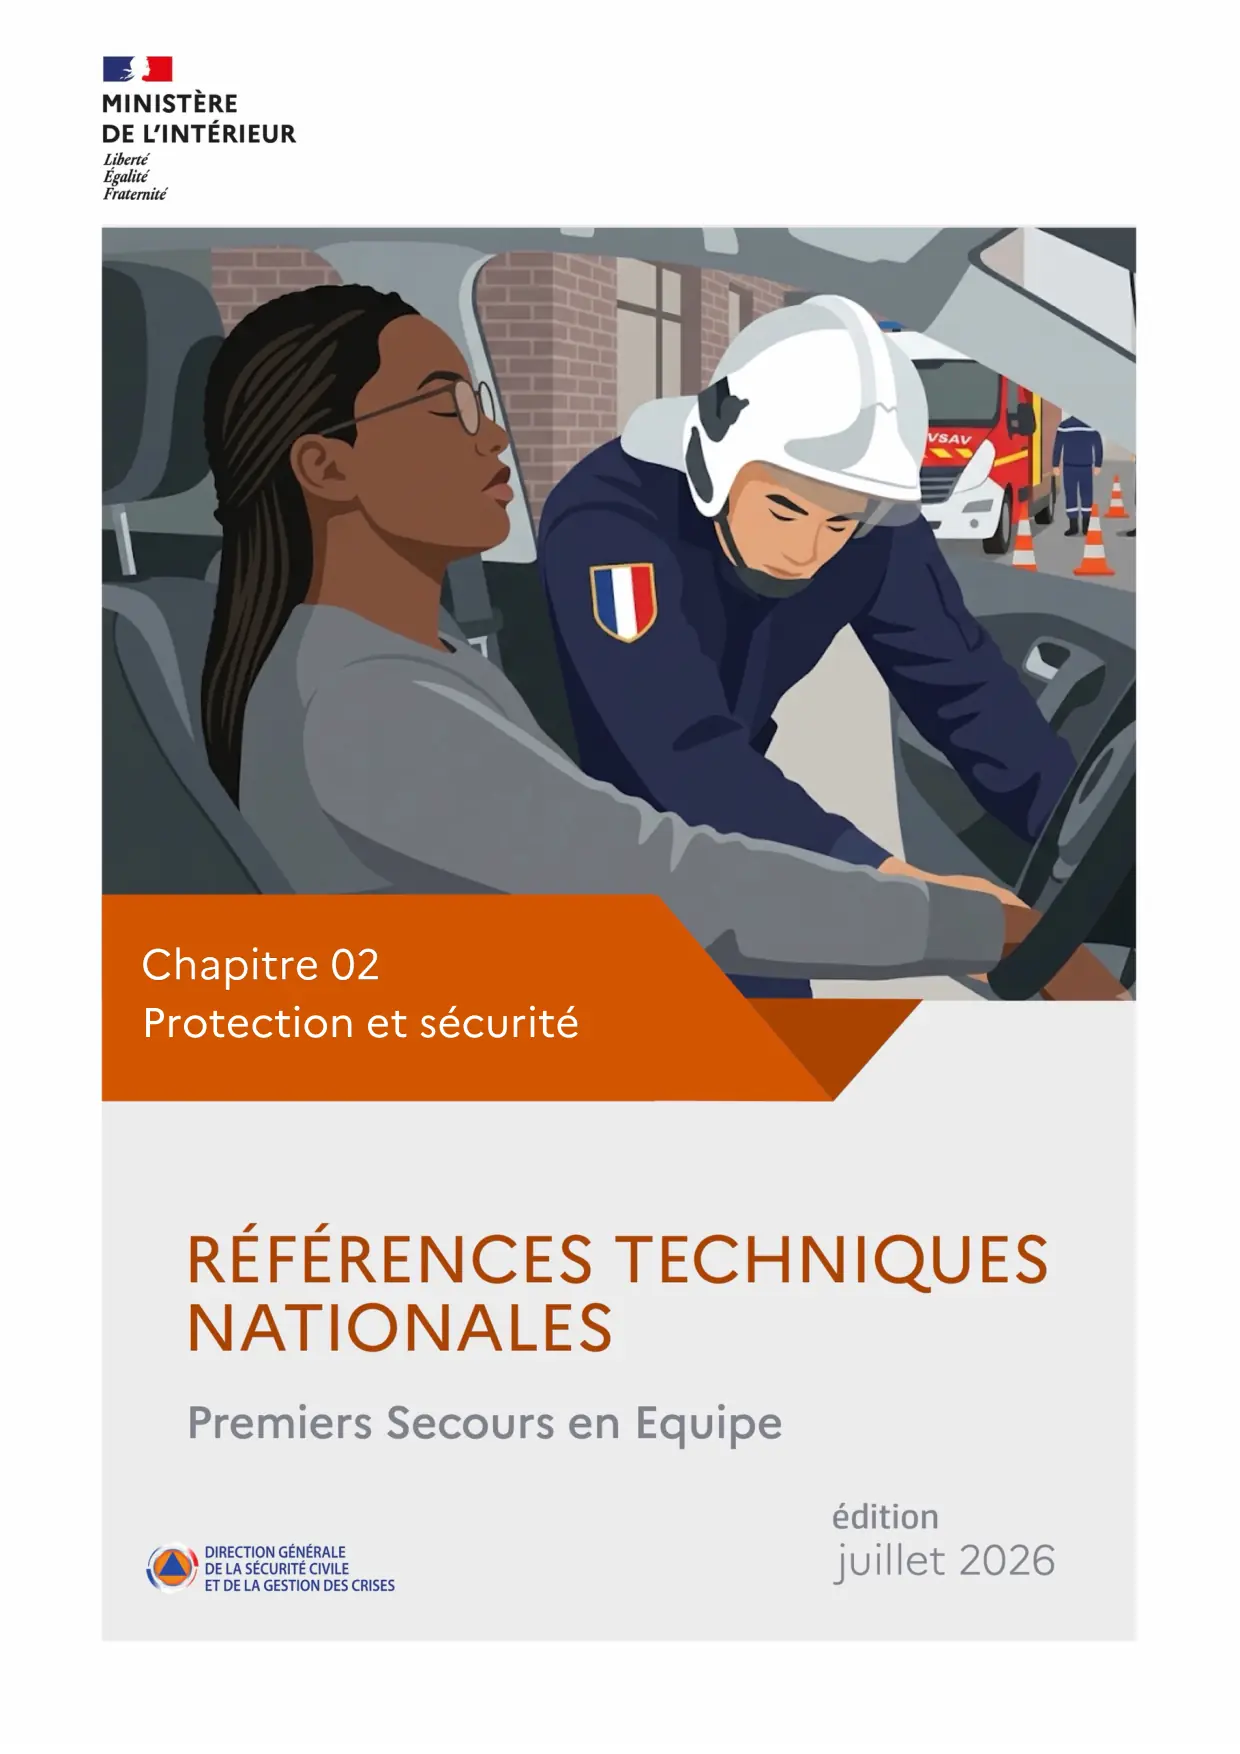 MINISTÈRE
DE L'INTÉRIEUR
Liberté
Égalité
Fraternité
VSAV
Chapitre 02
Protection et sécurité
RÉFÉRENCES TECHNIQUES
NATIONALES
Premiers Secours en Equipe
édition
juillet 2026
DIRECTION GÉNÉRALE
DE LA SÉCURITÉ CIVILE
ET DE LA GESTION DES CRISES